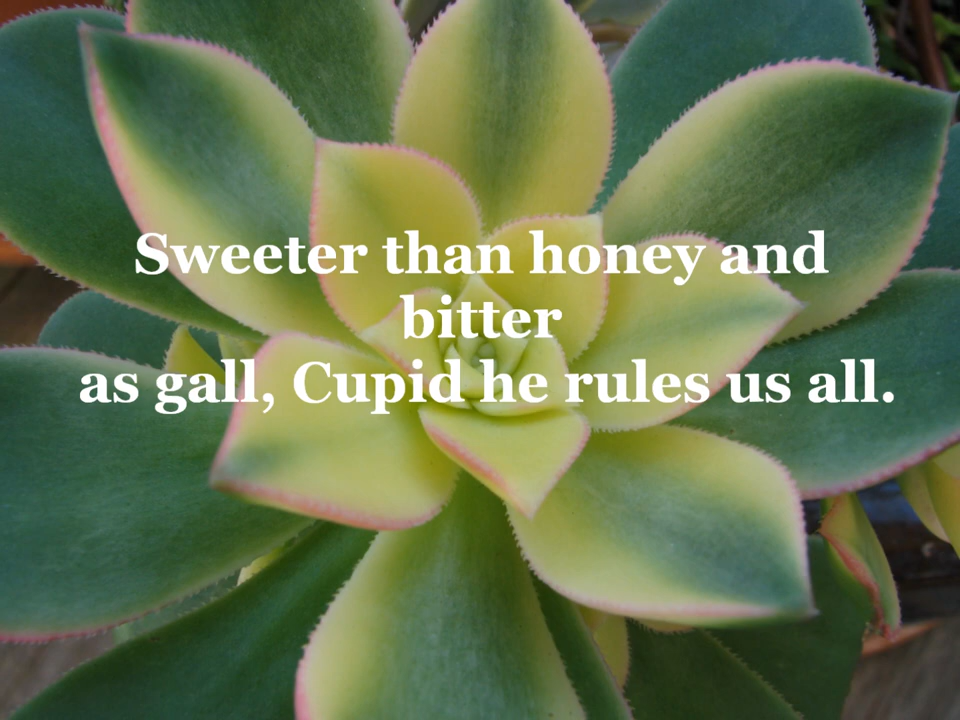 Sweeter than honey and
bitter
as gall, Cupid he rules us all.